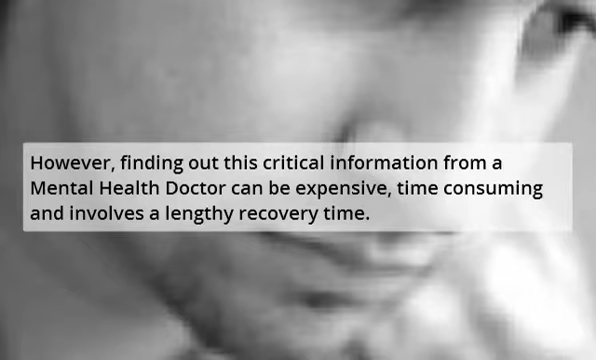 However, finding out this critical information from a
Mental Health Doctor can be expensive, time consuming
and involves a lengthy recovery time.